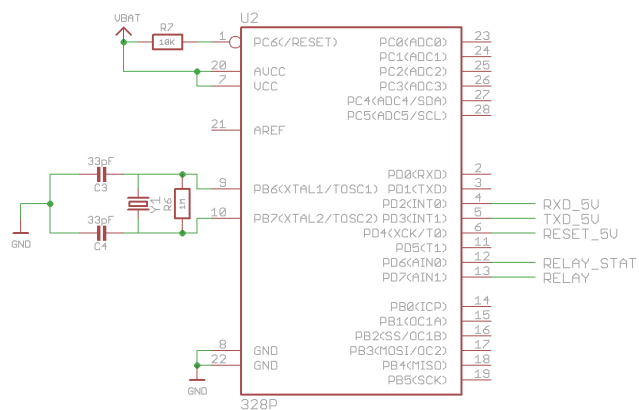 U2
VBAT
R7
10K
1
PC6(/RESET)
PC0(ADC0)
23
PC1(ADC1)
24
20
AVCC
PC2(ADC2)
25
7
VCC
PC3(ADC3)
26
PC4(ADC4/SDA)
27
PC5(ADC5/SCL)
28
21
AREF
33pF
C3
PD0(RXD)
2
9
PB6(XTAL1/TOSC1)
PD1(TXD)
3
Y1
R6
1M
PD2(INT0)
4
RXD_5V
33pF
C4
10
PB7(XTAL2/TOSC2)
PD3(INT1)
5
TXD_5V
GND
PD4(XCK/T0)
6
RESET_5V
PD5(T1)
11
PD6(AIN0)
12
RELAY_STAT
PD7(AIN1)
13
RELAY
PB0(ICP)
14
PB1(OC1A)
15
PB2(SS/OC1B)
16
8
GND
PB3(MOSI/OC2)
17
22
GND
PB4(MISO)
18
PB5(SCK)
19
GND
328P